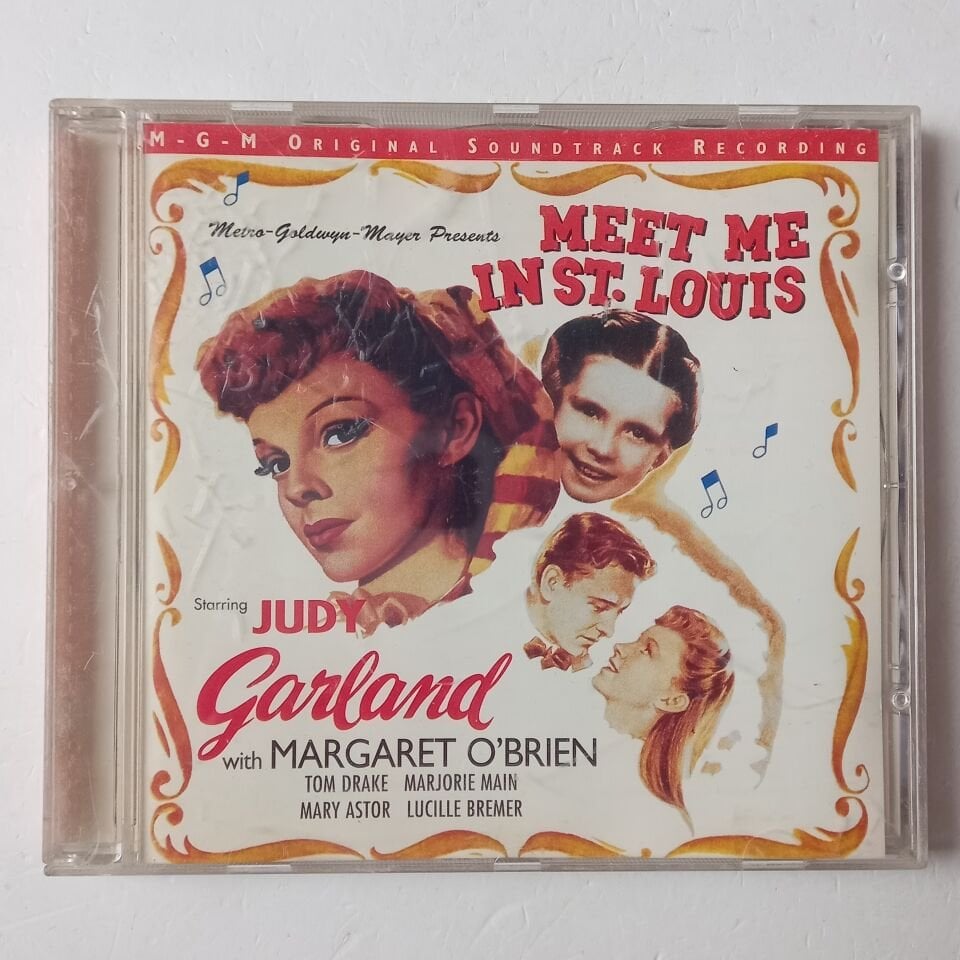 M-G-M ORIGINAL SOUNDTRACK RECORDING
Metro-Goldwyn-Mayer Presents
MEET ME
IN ST. LOUIS
Starring JUDY
Garland
with MARGARET O'BRIEN
TOM DRAKE MARJORIE MAIN
MARY ASTOR LUCILLE BREMER